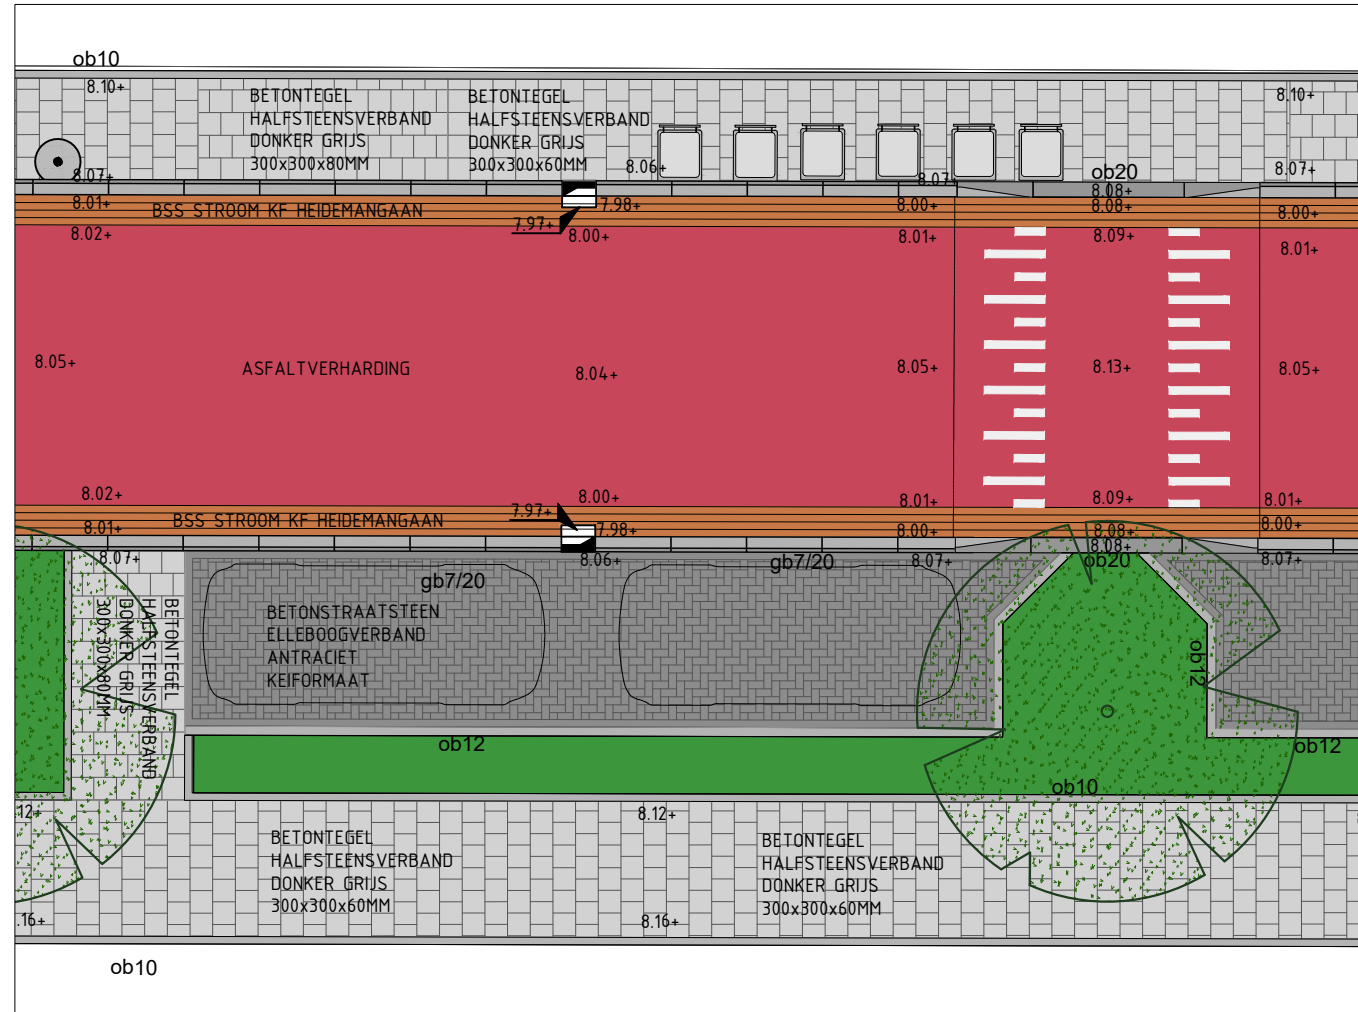 ob10
8.10+
8.10+
BETONTEGEL
HALFSTEENSVERBAND
DONKER GRIJS
300x300x80MM
BETONTEGEL
HALFSTEENSVERBAND
DONKER GRIJS
300x300x60MM
8.06+
8.07+
8.07+
ob20
8.07+
8.08+
8.01+
BSS STROOM KF HEIDEMANGAAN
7.98+
8.00+
8.08+
8.00+
7.97+
8.02+
8.00+
8.01+
8.09+
8.01+
8.05+
ASFALTVERHARDING
8.04+
8.05+
8.13+
8.05+
8.02+
8.00+
8.01+
8.09+
8.01+
7.97+
8.01+
BSS STROOM KF HEIDEMANGAAN
7.98+
8.00+
8.08+
8.00+
8.08+
8.07+
8.06+
gb7/20
8.07+
ob20
8.07+
gb7/20
BETONSTRAATSTEEN
ELLEBOOGVERBAND
ANTRACIET
KEIFORMAAT
BETONTEGEL
HALFSTEENSVERBAND
DONKER GRIJS
300x300x80MM
ob12
ob12
ob12
ob10
12+
8.12+
BETONTEGEL
HALFSTEENSVERBAND
DONKER GRIJS
300x300x60MM
BETONTEGEL
HALFSTEENSVERBAND
DONKER GRIJS
300x300x60MM
.16+
8.16+
ob10